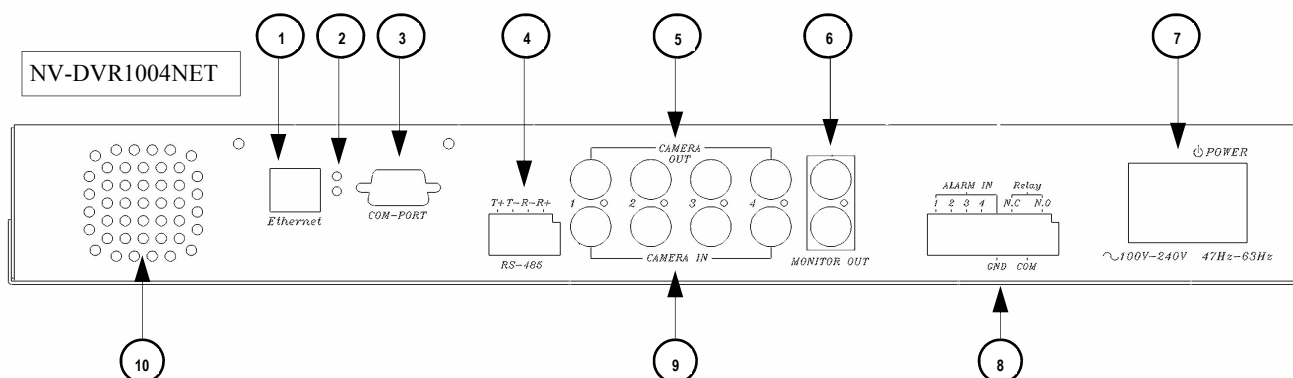 1 2 3 4 5 6 7
NV-DVR1004NET
CAMERA
OUT
⏻ POWER
ALARM IN Relay
1 2 3 4 N.C N.O
T+T-R-R+
1 2 3 4
Ethernet
COM-PORT
RS-485
CAMERA IN
MONITOR OUT
GND COM
~100V-240V 47Hz-63Hz
10 9 8